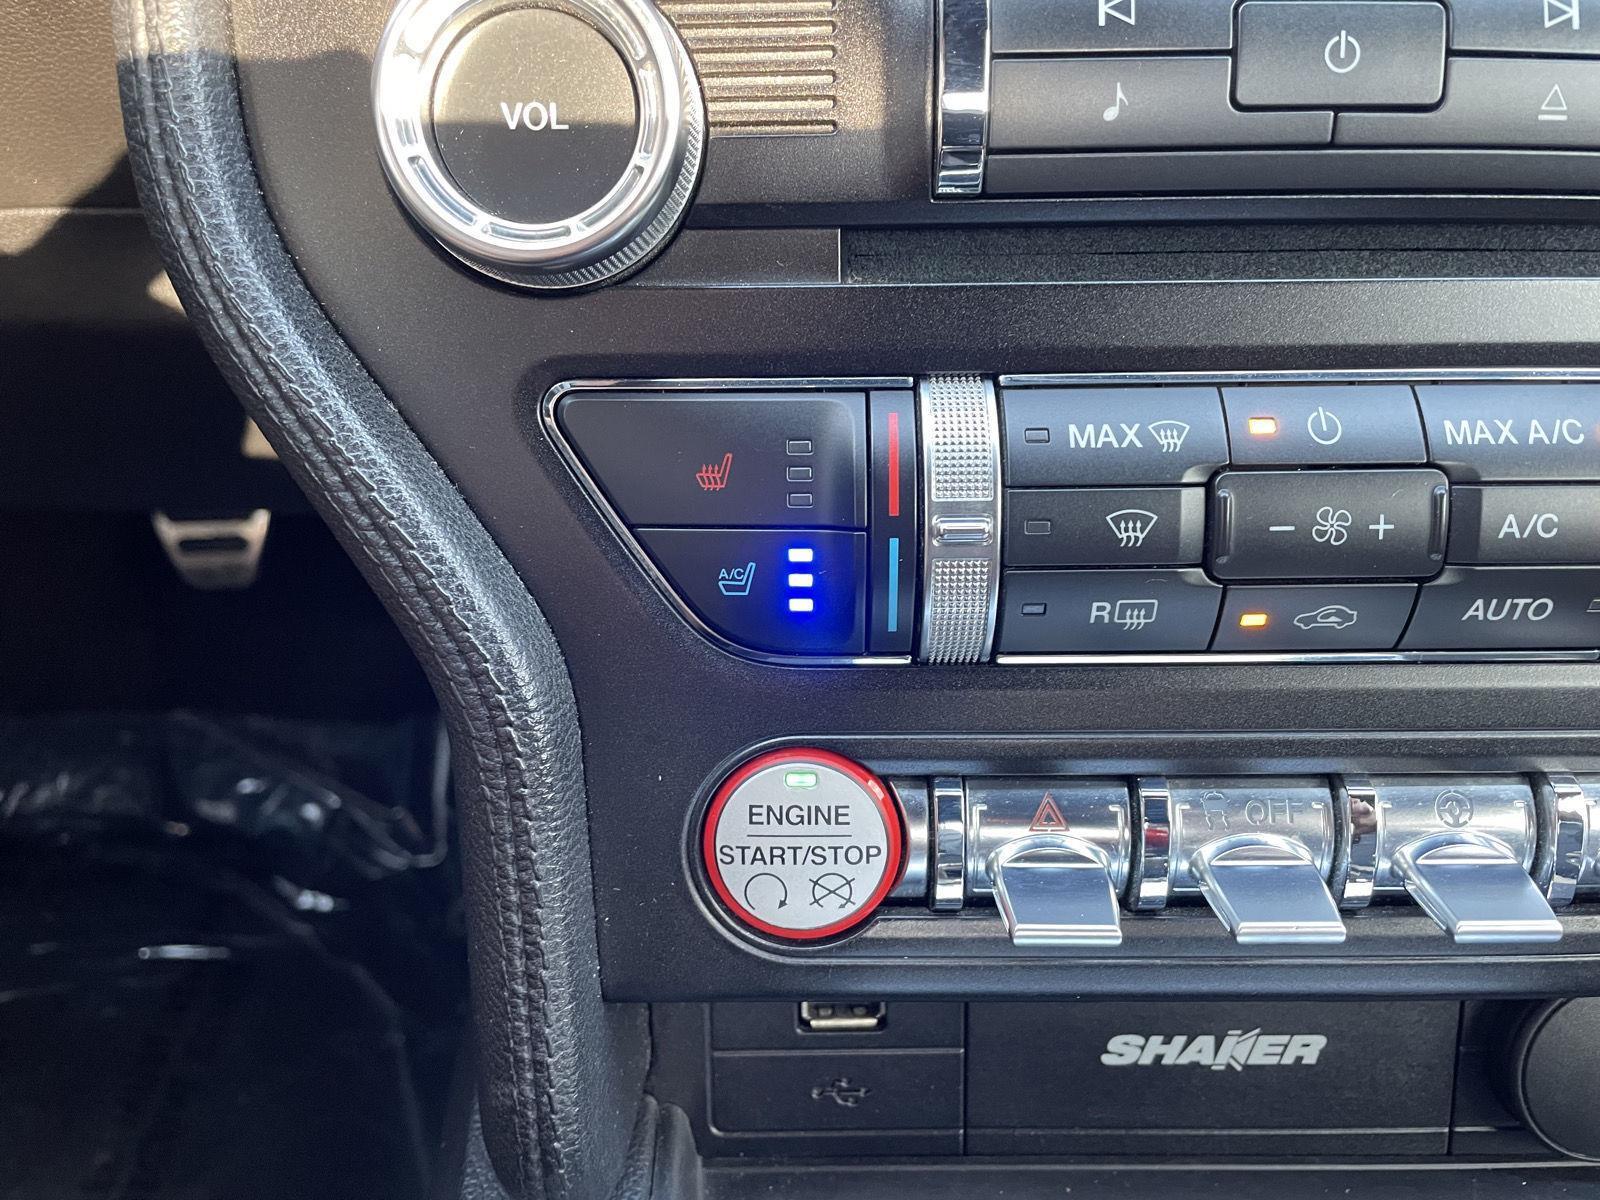 VOL
MAX
MAX A/C
A/C
A/C
R
AUTO
ENGINE
START/STOP
OFF
SHAKER